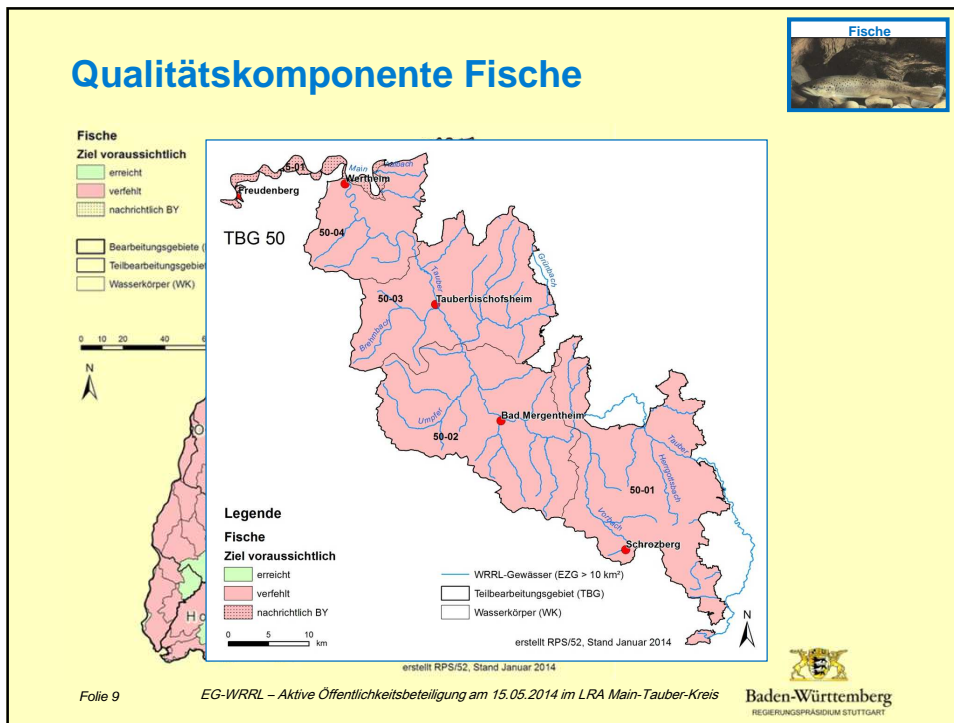 Qualitätskomponente Fische
Fische
Fische
Ziel voraussichtlich
erreicht
verfehlt
nachrichtlich BY
Bearbeitungsgebiete
Teilbearbeitungsgebiet
Wasserkörper (WK)
0 10 20 40
N
O
Ho
erstellt RPS/52, Stand Januar 2014
5-01
Main
Wertheim
Freudenberg
TBG 50
50-04
Tauber
Grünbach
50-03
Tauberbischofsheim
Brehmbach
Bad Mergentheim
Umpfer
50-02
Tauber
Herrgottsbach
50-01
Vorbach
Schrozberg
Legende
Fische
Ziel voraussichtlich
erreicht
verfehlt
nachrichtlich BY
0 5 10
km
WRRL-Gewässer (EZG > 10 km²)
Teilbearbeitungsgebiet (TBG)
Wasserkörper (WK)
N
erstellt RPS/52, Stand Januar 2014
Folie 9
EG-WRRL – Aktive Öffentlichkeitsbeteiligung am 15.05.2014 im LRA Main-Tauber-Kreis
Baden-Württemberg
REGIERUNGSPRÄSIDIUM STUTTGART